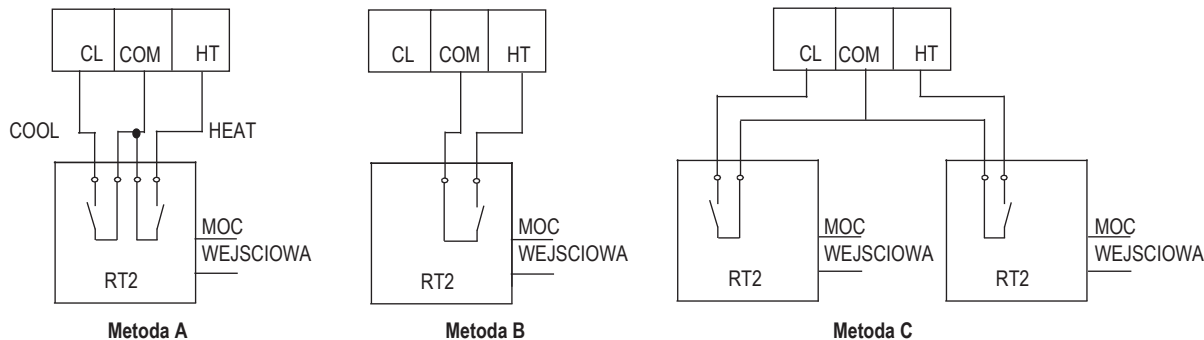 CL COM HT
COOL HEAT
MOC
WEJSCIOWA
RT2
Metoda A
CL COM HT
MOC
WEJSCIOWA
RT2
Metoda B
CL COM HT
MOC
WEJSCIOWA
RT2
MOC
WEJSCIOWA
RT2
Metoda C